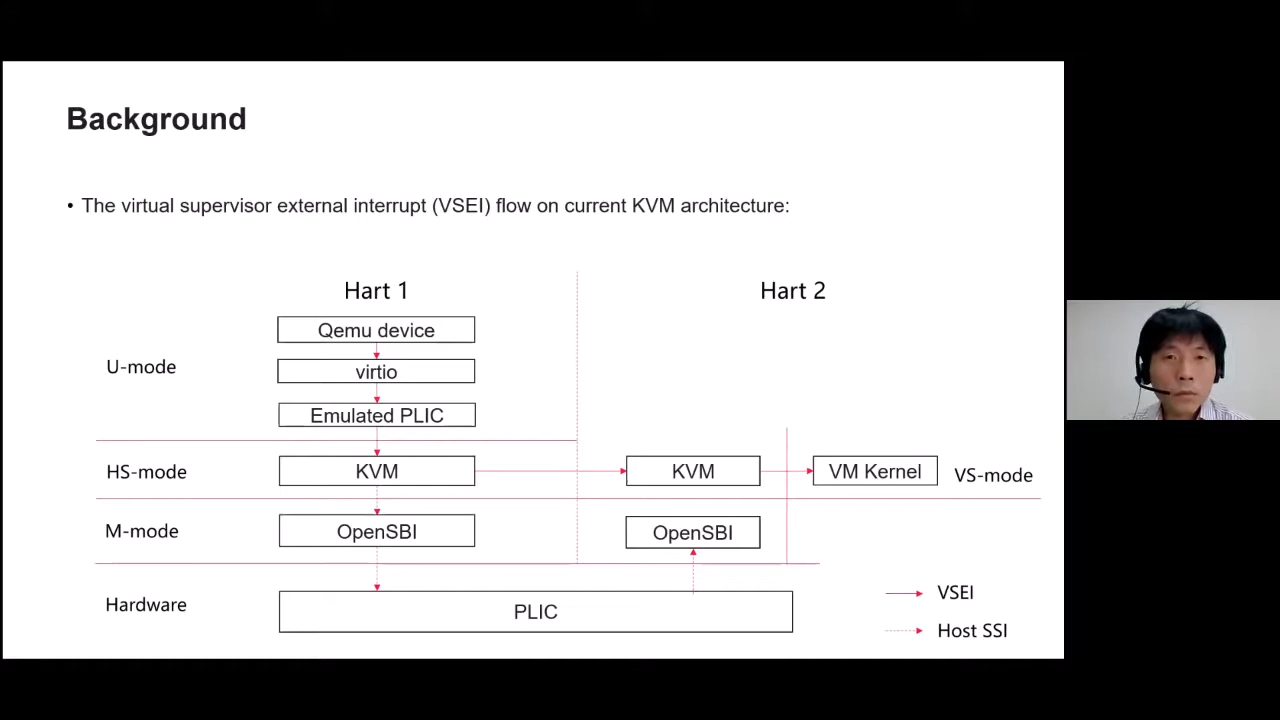 Background
• The virtual supervisor external interrupt (VSEI) flow on current KVM architecture:
Hart 1
Hart 2
Qemu device
U-mode
virtio
Emulated PLIC
HS-mode
KVM
KVM
VM Kernel
VS-mode
M-mode
OpenSBI
OpenSBI
Hardware
PLIC
VSEI
Host SSI